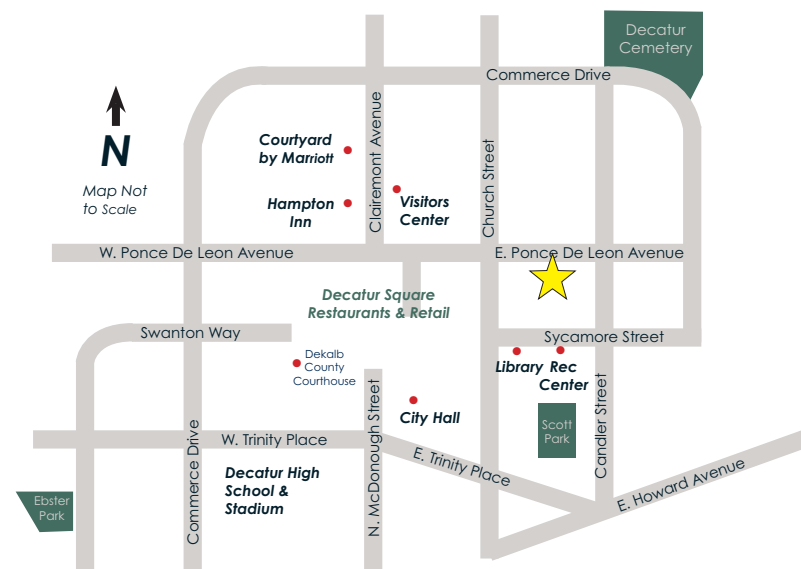 Decatur
Cemetery
Commerce Drive
N
Map Not
to Scale
Courtyard
by Marriott
Hampton
Inn
Clairemont Avenue
Visitors
Center
Church Street
W. Ponce De Leon Avenue
E. Ponce De Leon Avenue
Decatur Square
Restaurants & Retail
Swanton Way
Sycamore Street
Dekalb
County
Courthouse
Library
Rec
Center
N. McDonough Street
City Hall
Scott
Park
Candler Street
Commerce Drive
W. Trinity Place
E. Trinity Place
E. Howard Avenue
Decatur High
School &
Stadium
Ebster
Park